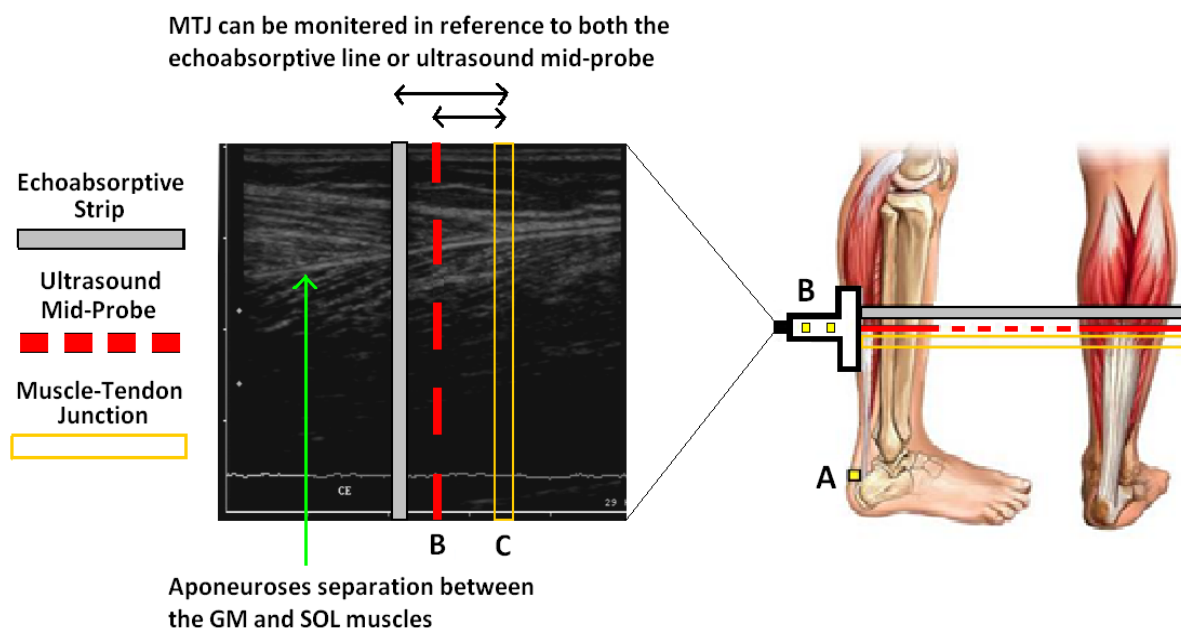 MTJ can be monitered in reference to both the
echoabsorptive line or ultrasound mid-probe
Echoabsorptive
Strip
Ultrasound
Mid-Probe
Muscle-Tendon
Junction
CE
29
B
C
Aponeuroses separation between
the GM and SOL muscles
B
A